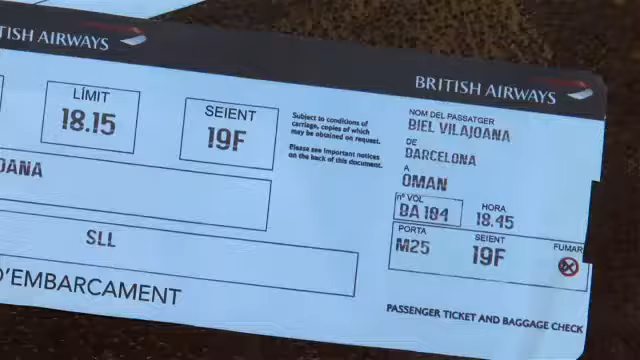 TISH AIRWAYS
LÍMIT
18.15
SEIENT
19F
Subject to conditions of
carriage, copies of which
may be obtained on request.
Please see important notices
on the back of this document.
OANA
SLL
D'EMBARCAMENT
BRITISH AIRWAYS
NOM DEL PASSATGER
BIEL VILAJOANA
DE
BARCELONA
A
OMAN
nº VOL
BA 184
HORA
18.45
PORTA
M25
SEIENT
19F
FUMAR
PASSENGER TICKET AND BAGGAGE CHECK